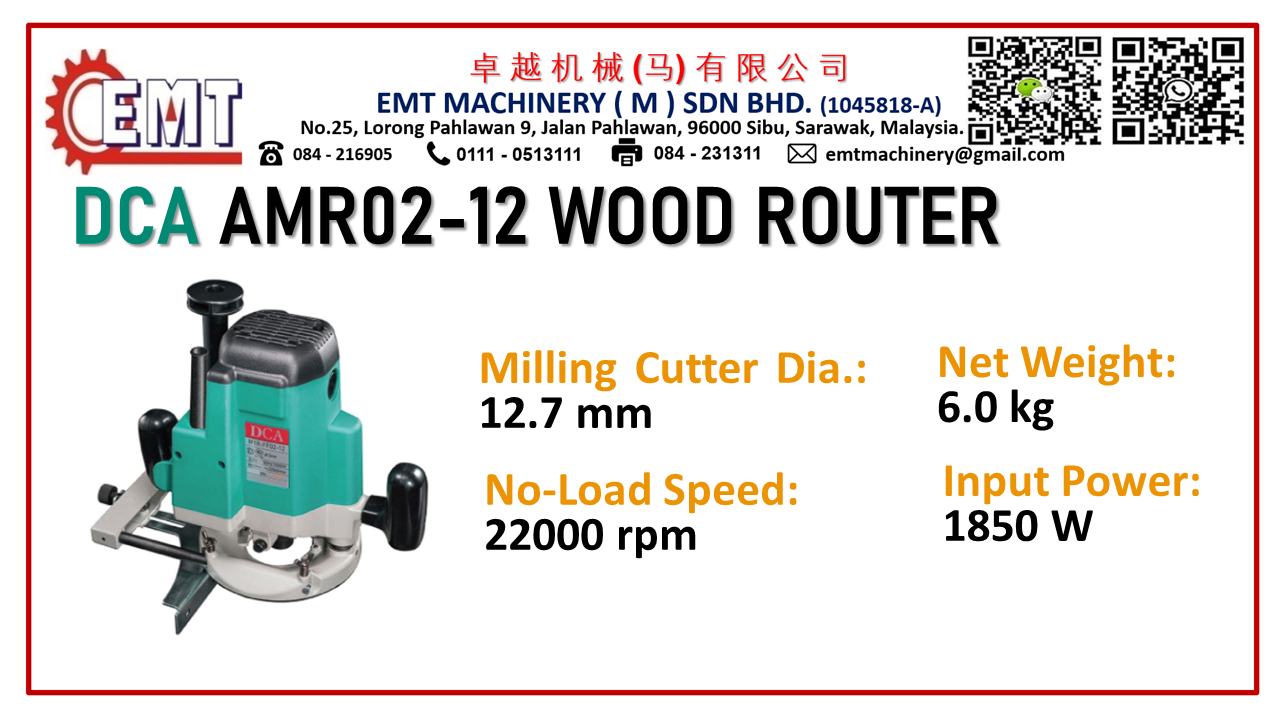 EMT
卓越机械(马)有限公司
EMT MACHINERY ( M ) SDN BHD. (1045818-A)
No.25, Lorong Pahlawan 9, Jalan Pahlawan, 96000 Sibu, Sarawak, Malaysia.
084 - 216905 0111 - 0513111 084 - 231311 emtmachinery@gmail.com
DCA AMR02-12 WOOD ROUTER
Milling Cutter Dia.:
12.7 mm
Net Weight:
6.0 kg
No-Load Speed:
22000 rpm
Input Power:
1850 W
DCA